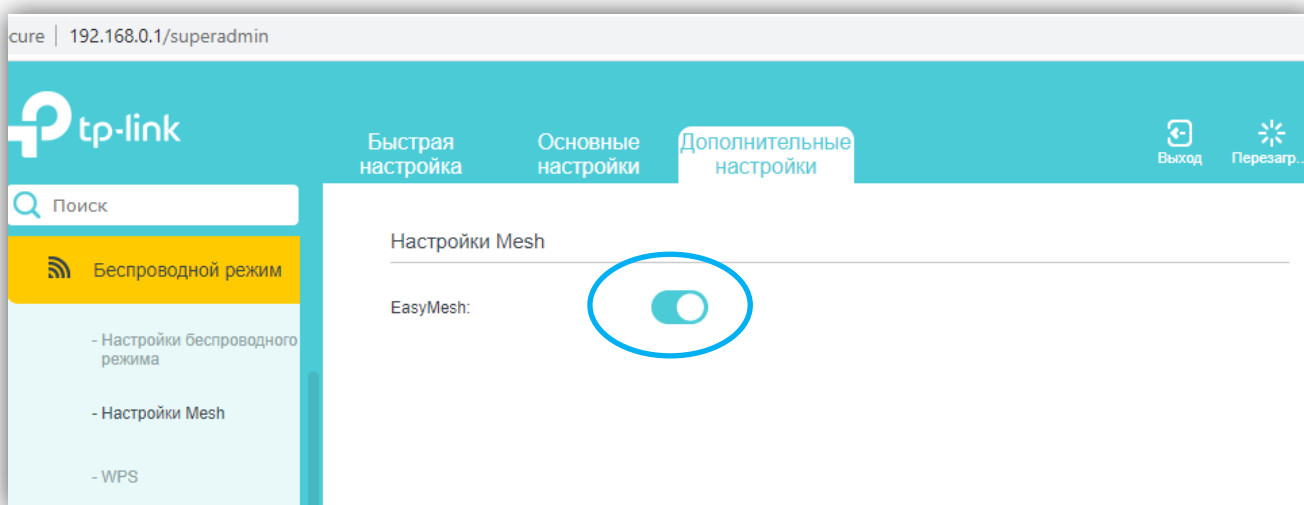 cure | 192.168.0.1/superadmin
tp-link
Быстрая
настройка
Основные
настройки
Дополнительные
настройки
Выход
Перезагр...
Поиск
Беспроводной режим
- Настройки беспроводного
режима
- Настройки Mesh
- WPS
Настройки Mesh
EasyMesh: